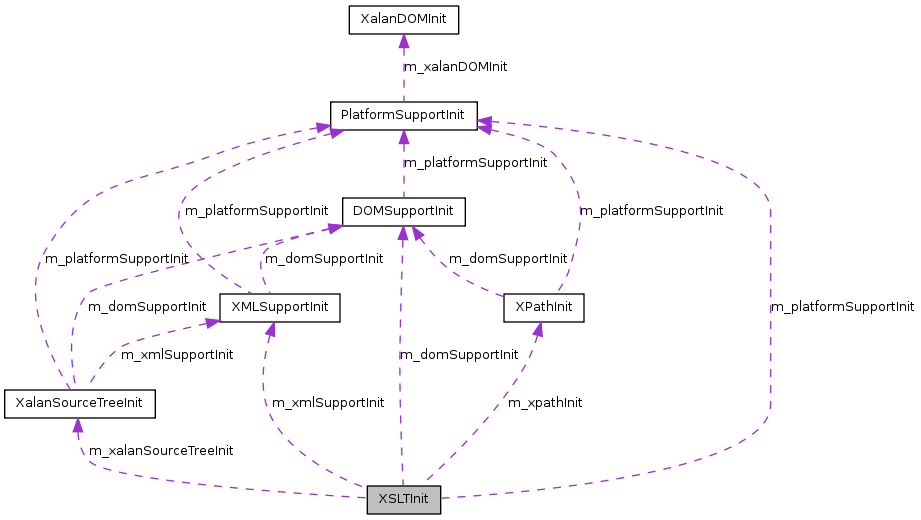 XalanDOMInit
m_xalanDOMInit
PlatformSupportInit
m_platformSupportInit
DOMSupportInit
m_platformSupportInit
m_platformSupportInit
m_platformSupportInit
m_domSupportInit
m_domSupportInit
m_domSupportInit
XMLSupportInit
XPathInit
m_platformSupportInit
m_xmlSupportInit
m_domSupportInit
XalanSourceTreeInit
m_xmlSupportInit
m_xpathInit
m_xalanSourceTreeInit
XSLTInit